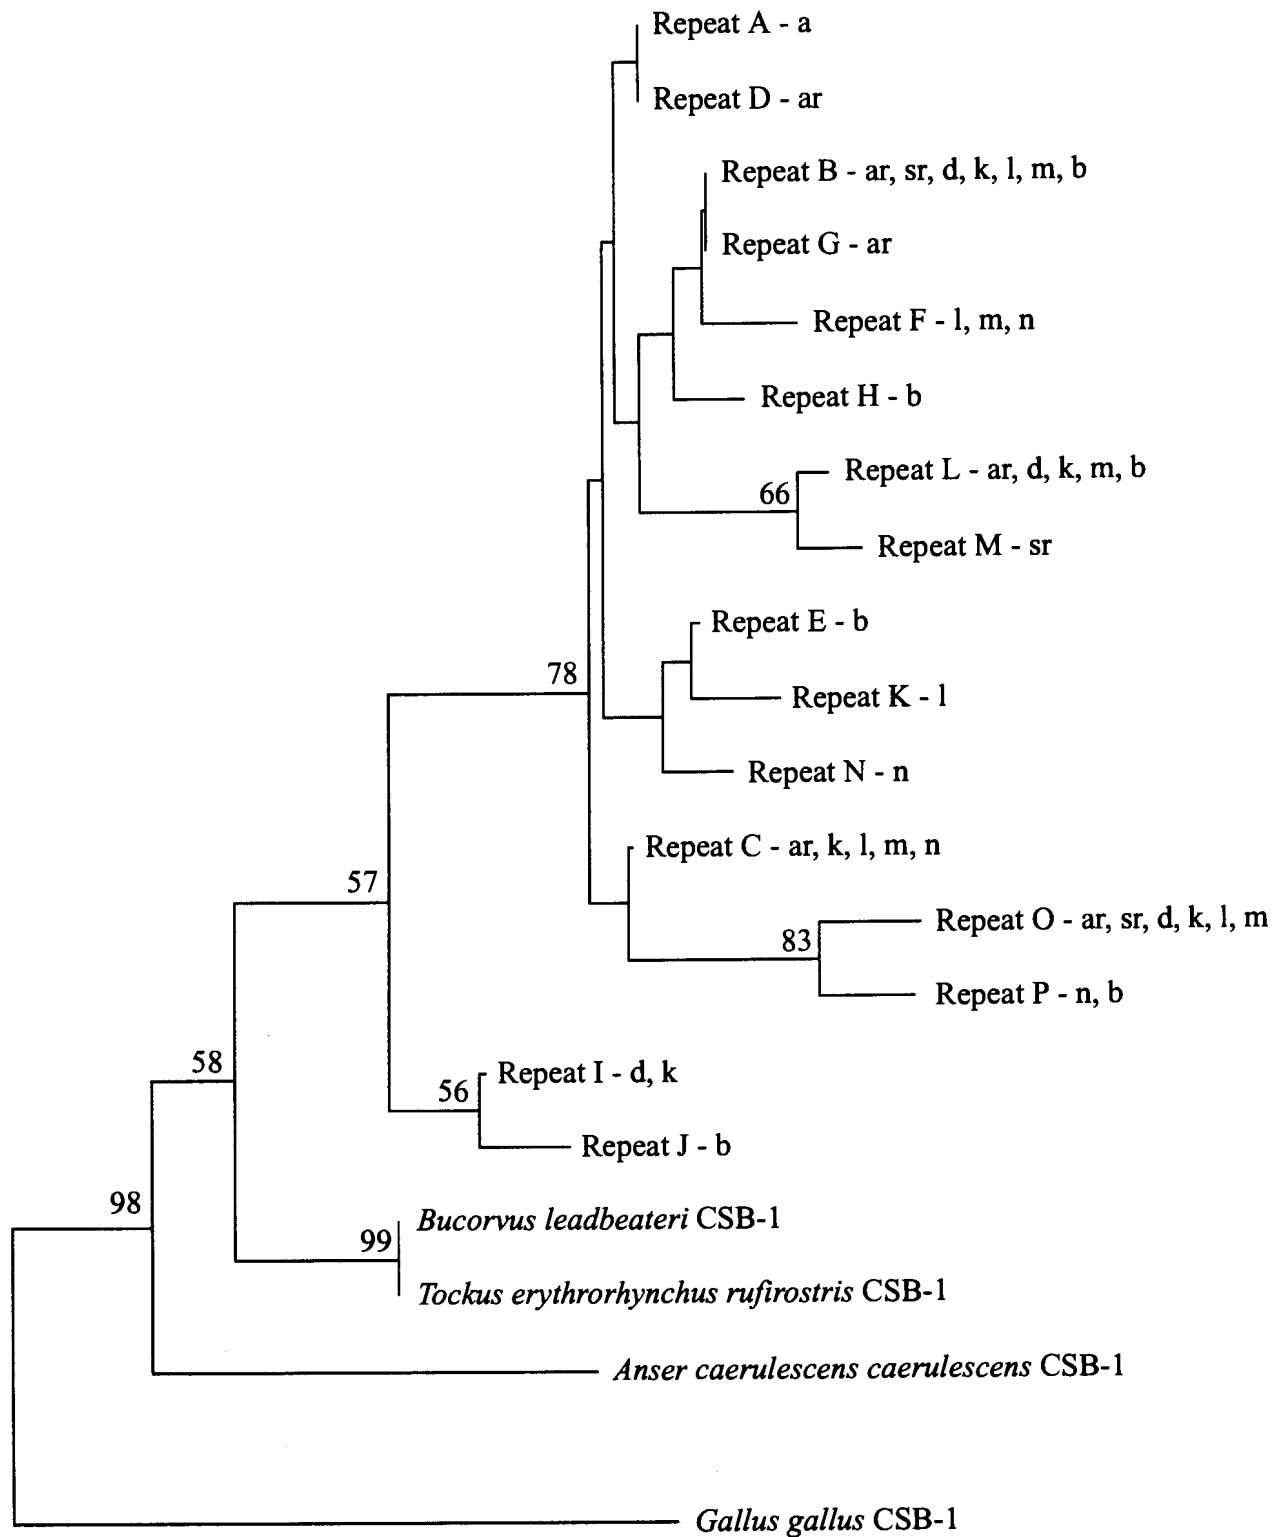 Repeat A - a
Repeat D - ar
Repeat B - ar, sr, d, k, l, m, b
Repeat G - ar
Repeat F - l, m, n
Repeat H - b
Repeat L - ar, d, k, m, b
66
Repeat M - sr
Repeat E - b
78
Repeat K - l
Repeat N - n
Repeat C - ar, k, l, m, n
57
Repeat O - ar, sr, d, k, l, m
83
Repeat P - n, b
58
Repeat I - d, k
56
Repeat J - b
98
Bucorvus leadbeateri CSB-1
99
Tockus erythrorhynchus rufirostris CSB-1
Anser caerulescens caerulescens CSB-1
Gallus gallus CSB-1